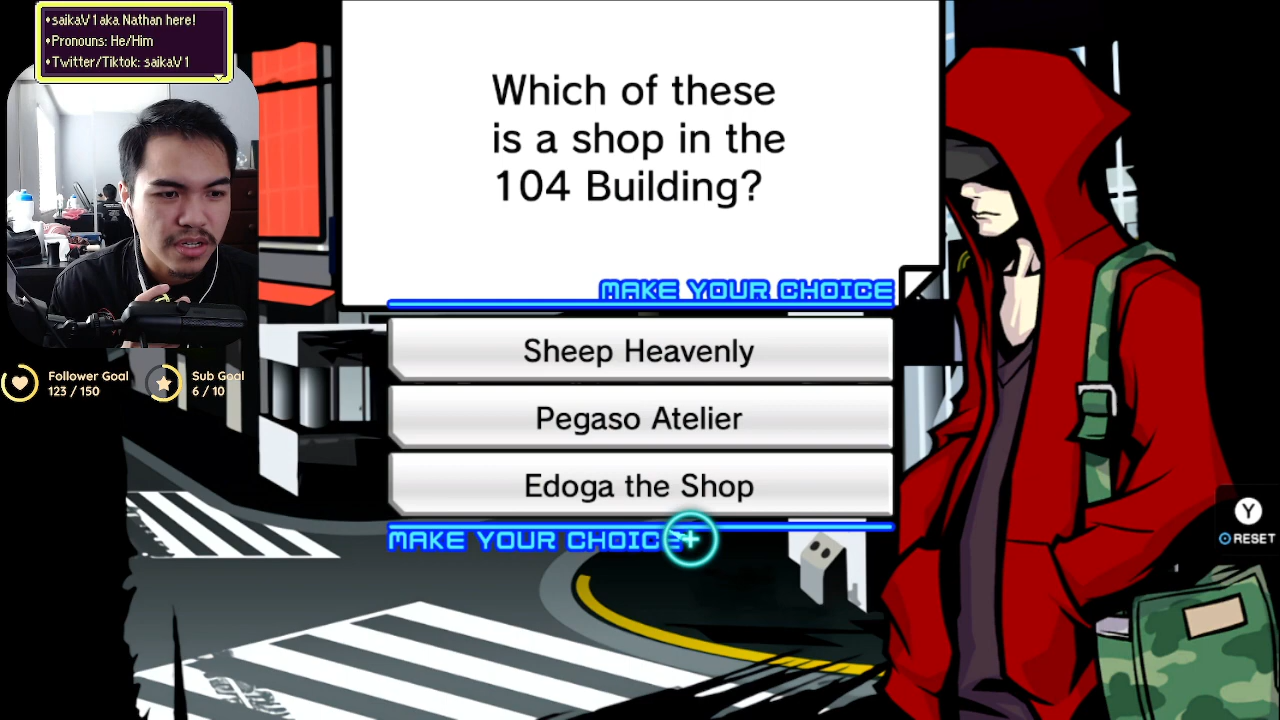 •saikaV1 aka Nathan here!
•Pronouns: He/Him
•Twitter/Tiktok: saikaV1
Which of these
is a shop in the
104 Building?
MAKE YOUR CHOICE
Sheep Heavenly
Pegaso Atelier
Edoga the Shop
MAKE YOUR CHOICE
Follower Goal
123 / 150
Sub Goal
6 / 10
Y
RESET